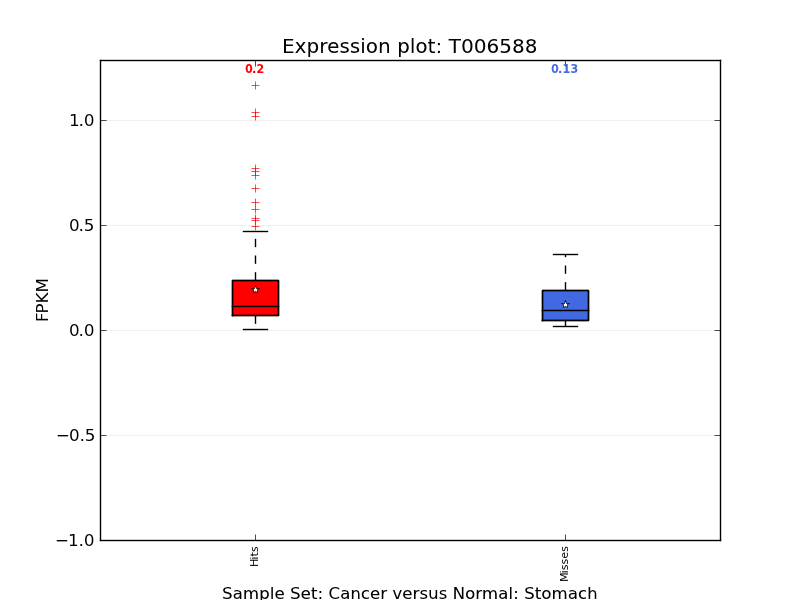 Expression plot: T006588
0.2
0.13
1.0
0.5
0.0
−0.5
−1.0
FPKM
Hits
Misses
Sample Set: Cancer versus Normal: Stomach